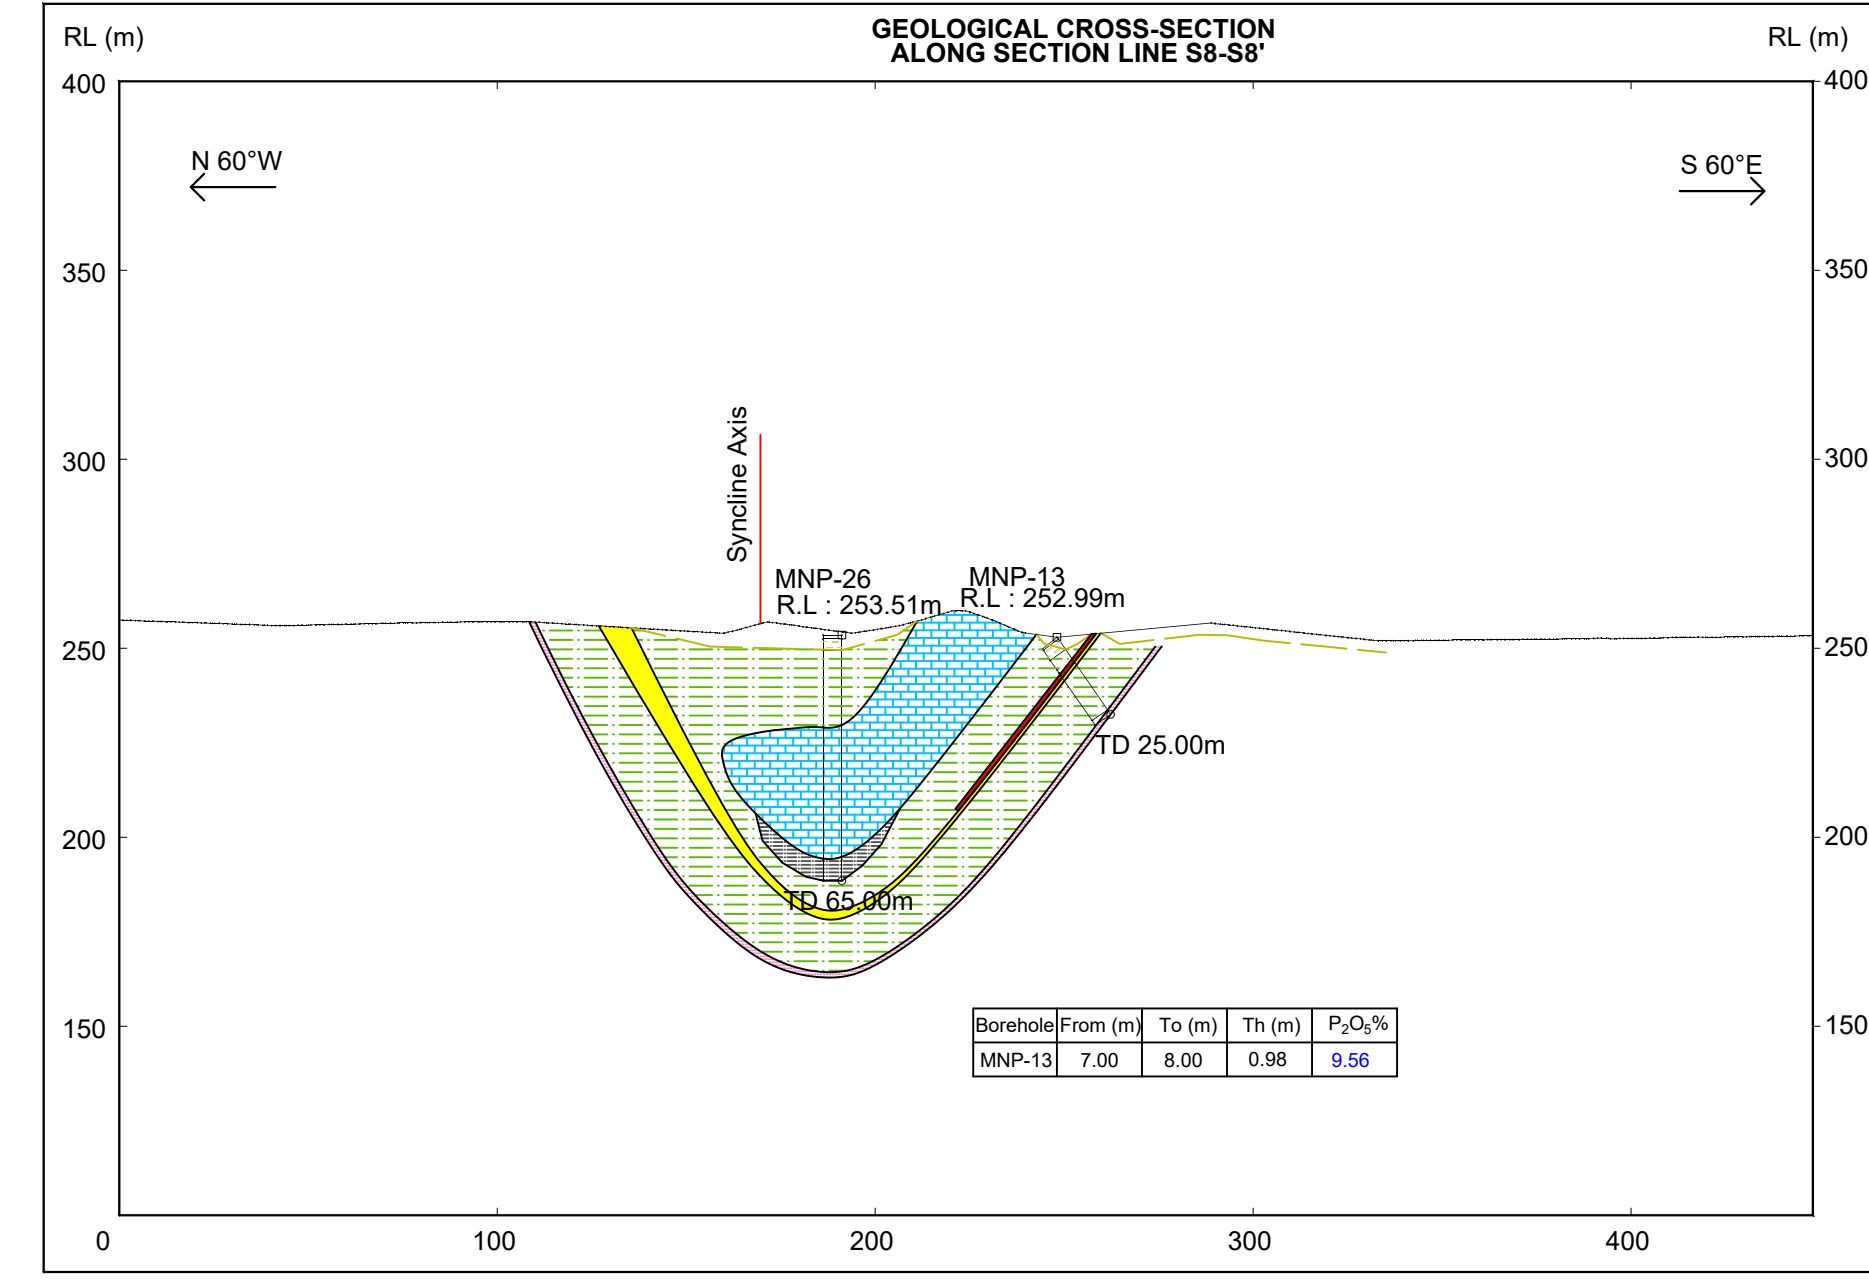 GEOLOGICAL CROSS-SECTION
ALONG SECTION LINE S8-S8'
RL (m)
RL (m)
400
400
N 60°W
S 60°E
350
350
300
300
Syncline Axis
MNP-26
R.L : 253.51m
MNP-13
R.L : 252.99m
250
250
TD 25.00m
200
200
TD 65.00m
Borehole From (m) To (m) Th (m) P₂O₅%
MNP-13 7.00 8.00 0.98 9.56
150
150
0 100 200 300 400